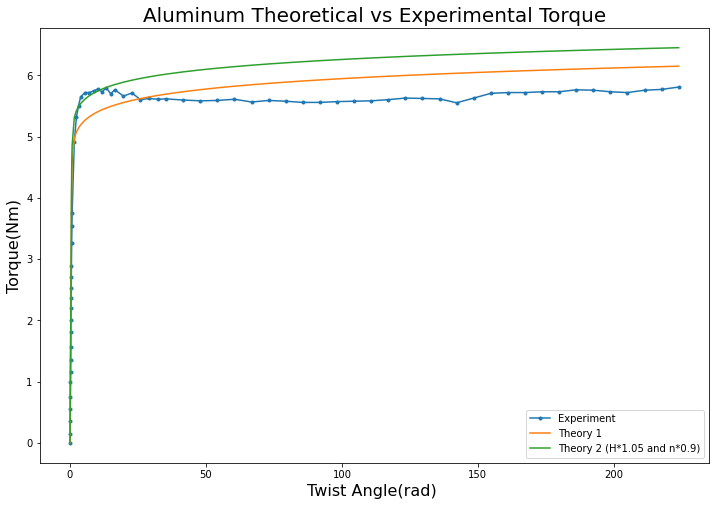 Aluminum Theoretical vs Experimental Torque
Torque(Nm)
6
5
4
3
2
1
0
0 50 100 150 200
Twist Angle(rad)
Experiment
Theory 1
Theory 2 (H*1.05 and n*0.9)